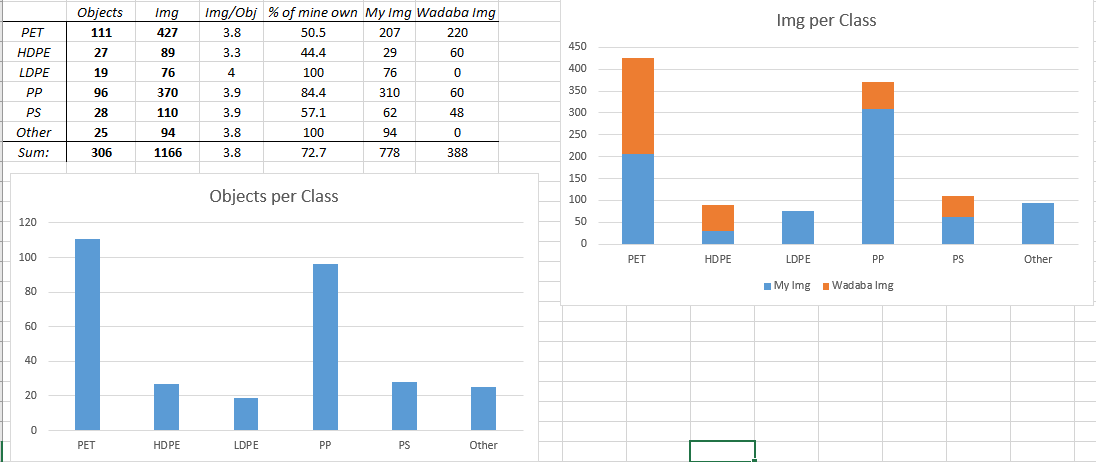 Objects Img Img/Obj % of mine own My Img Wadaba Img
PET 111 427 3.8 50.5 207 220
HDPE 27 89 3.3 44.4 29 60
LDPE 19 76 4 100 76 0
PP 96 370 3.9 84.4 310 60
PS 28 110 3.9 57.1 62 48
Other 25 94 3.8 100 94 0
Sum: 306 1166 3.8 72.7 778 388
Objects per Class
120
100
80
60
40
20
0
PET HDPE LDPE PP PS Other
Img per Class
450
400
350
300
250
200
150
100
50
0
PET HDPE LDPE PP PS Other
My Img Wadaba Img